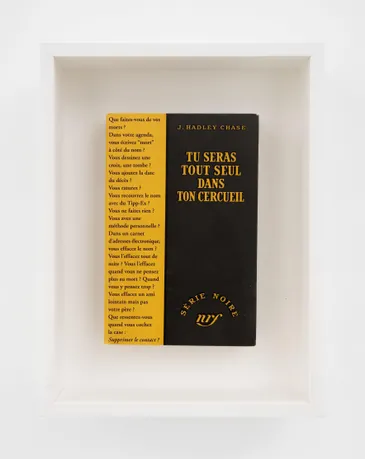 Que faites-vous de vos
morts ?
Dans votre agenda,
vous écrivez "mort"
à côté du nom ?
Vous dessinez une
croix, une tombe ?
Vous ajoutez la date
du décès ?
Vous raturez ?
Vous recouvrez le nom
avec du Tipp-Ex ?
Vous ne faites rien ?
Vous avez une
méthode personnelle ?
Dans un carnet
d'adresses électronique,
vous effacez le mort ?
Vous l'effacez tout de
suite ? Vous l'effacez
quand vous ne pensez
plus au mort ? Quand
vous y pensez trop ?
Vous effacez un ami
lointain mais pas
votre père ?
Que ressentez-vous
quand vous cochez
la case :
Supprimer le contact ?
J. HADLEY CHASE
TU SERAS
TOUT SEUL
DANS
TON CERCUEIL
SÉRIE NOIRE
nrf